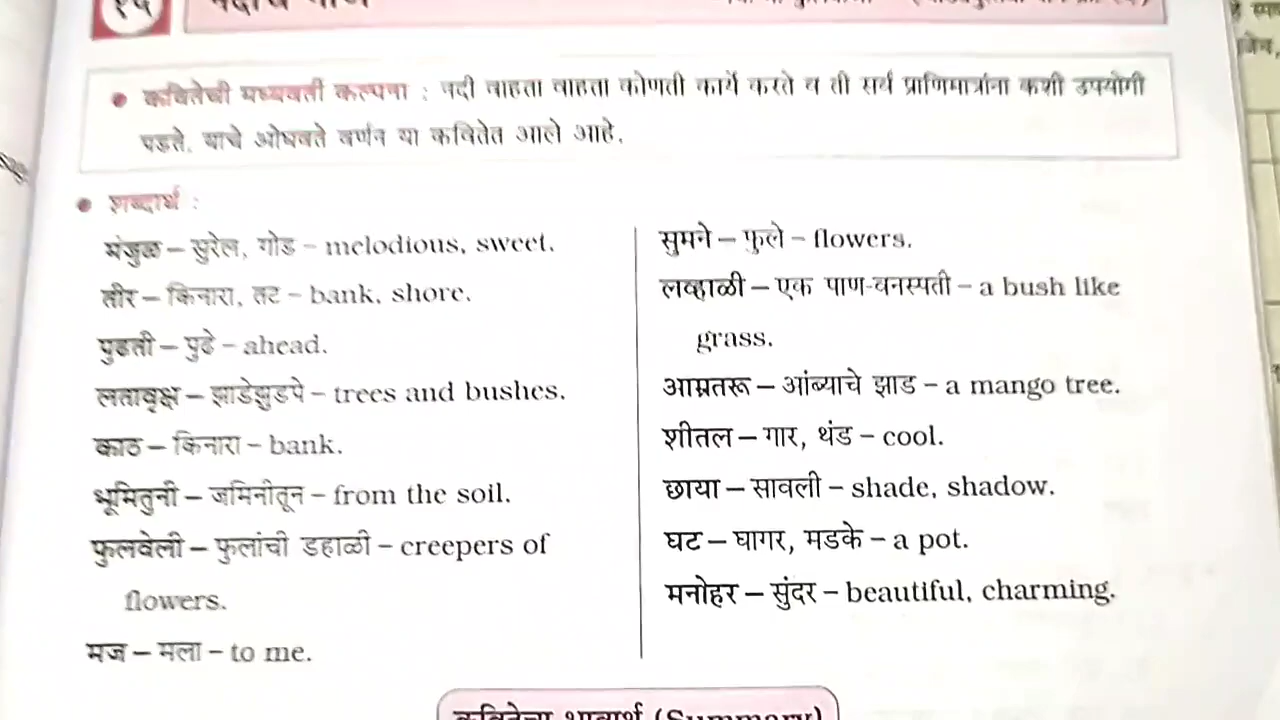 १५
कवितेची मध्यवर्ती कल्पना : नदी वाहता वाहता कोणती कार्ये करते व ती सर्व प्राणिमात्रांना कशी उपयोगी
पडते, याचे ओघवते वर्णन या कवितेत आले आहे.
शब्दार्थ :
मंजुळ – सुरेल, गोड – melodious, sweet.
तीर – किनारा, तट – bank, shore.
पुढती – पुढे – ahead.
लतावृक्ष – झाडेझुडपे – trees and bushes.
काठ – किनारा – bank.
भूमितुनी – जमिनीतून – from the soil.
फुलवेली – फुलांची डहाळी – creepers of
flowers.
मज – मला – to me.
सुमने – फुले – flowers.
लव्हाळी – एक पाण-वनस्पती – a bush like
grass.
आम्रतरू – आंब्याचे झाड – a mango tree.
शीतल – गार, थंड – cool.
छाया – सावली – shade, shadow.
घट – घागर, मडके – a pot.
मनोहर – सुंदर – beautiful, charming.
कवितेचा भावार्थ (Summary)